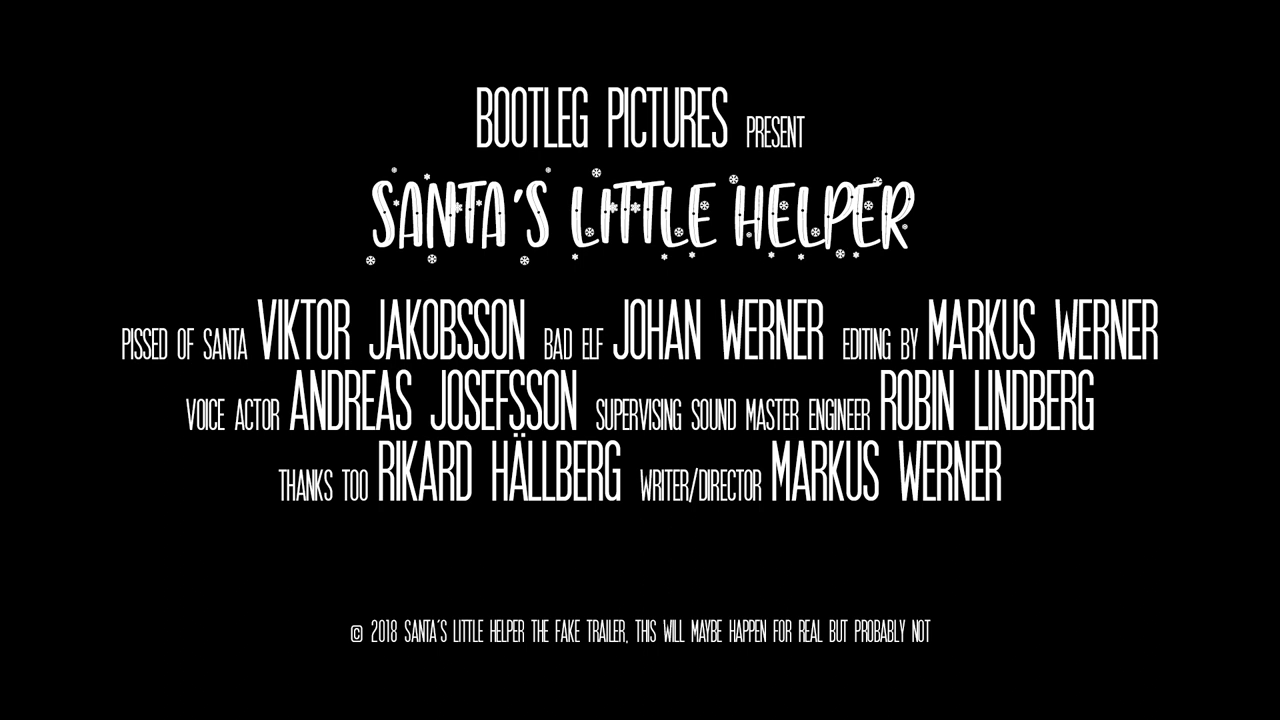 BOOTLEG PICTURES PRESENT
SANTA'S LITTLE HELPER
PISSED OF SANTA VIKTOR JAKOBSSON BAD ELF JOHAN WERNER EDITING BY MARKUS WERNER
VOICE ACTOR ANDREAS JOSEFSSON SUPERVISING SOUND MASTER ENGINEER ROBIN LINDBERG
THANKS TOO RIKARD HÄLLBERG WRITER/DIRECTOR MARKUS WERNER
© 2018 SANTA'S LITTLE HELPER THE FAKE TRAILER, THIS WILL MAYBE HAPPEN FOR REAL BUT PROBABLY NOT